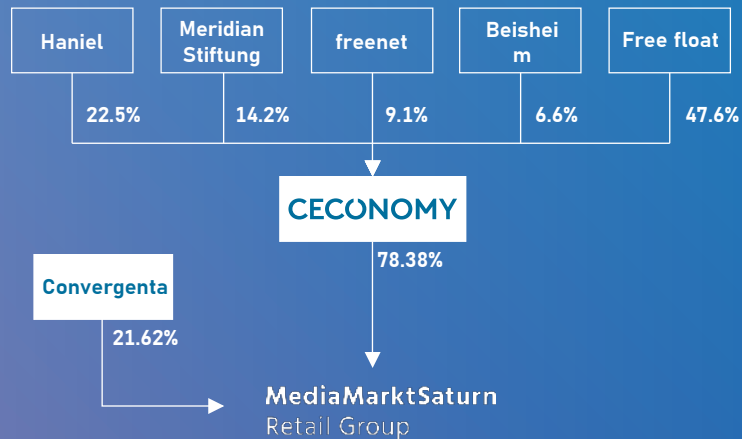 Haniel
Meridian
Stiftung
freenet
Beishei
m
Free float
22.5%
14.2%
9.1%
6.6%
47.6%
CECONOMY
78.38%
Convergenta
21.62%
MediaMarktSaturn
Retail Group